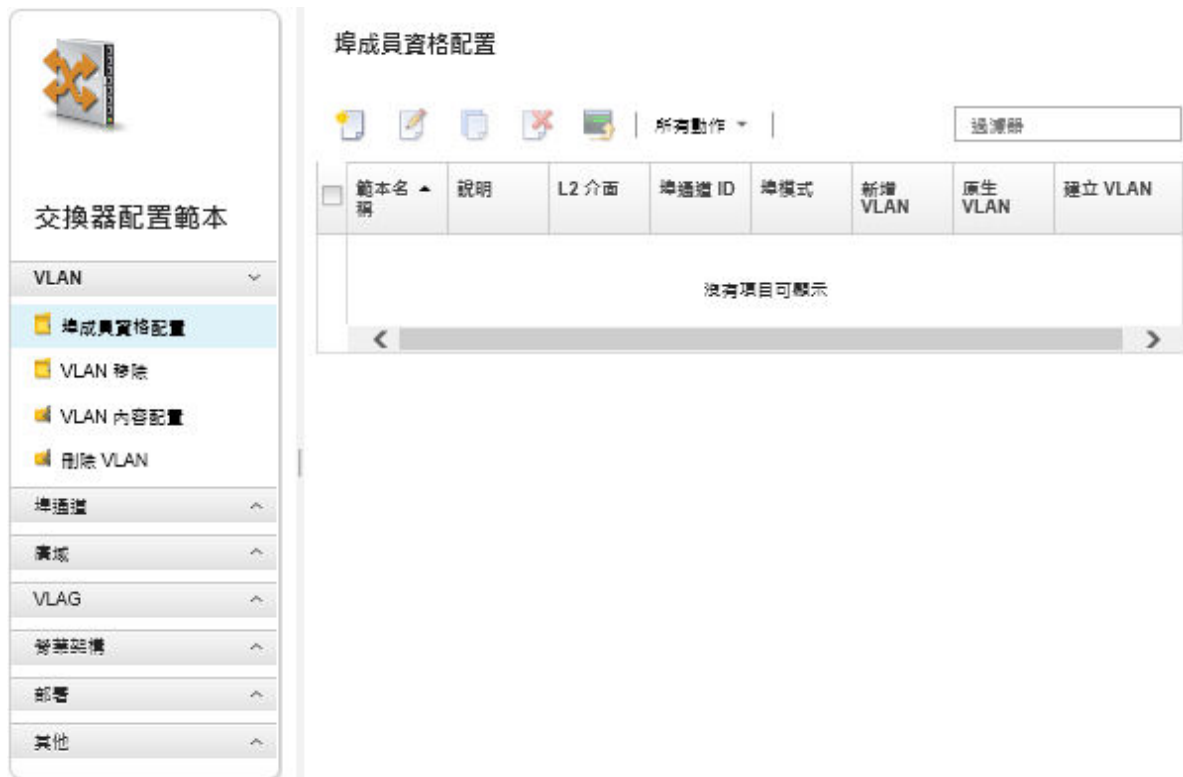 埠成員資格配置
所有動作
過濾器
範本名
稱
說明
L2 介面
埠通道 ID
埠模式
新增
VLAN
原生
VLAN
建立 VLAN
沒有項目可顯示
交換器配置範本
VLAN
埠成員資格配置
VLAN 移除
VLAN 內容配置
刪除 VLAN
埠通道
廣域
VLAG
脊葉架構
部署
其他